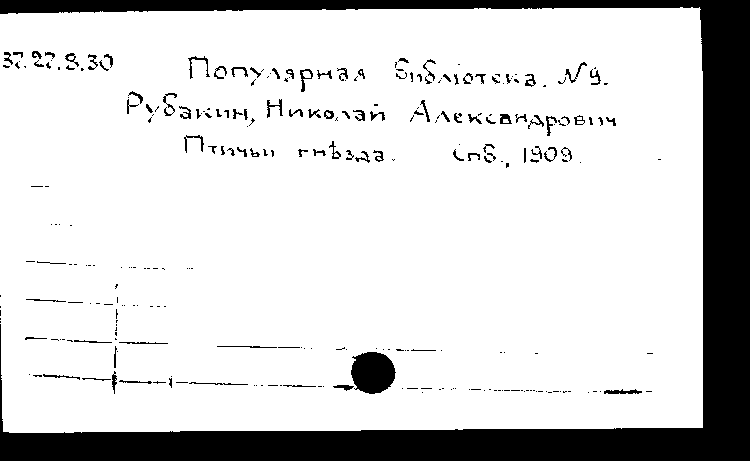 37.27.8.30
Популярная библіотека. № 9.
Рубакин, Николай Александрович
Птичьи гнѣзда. Спб., 1909.